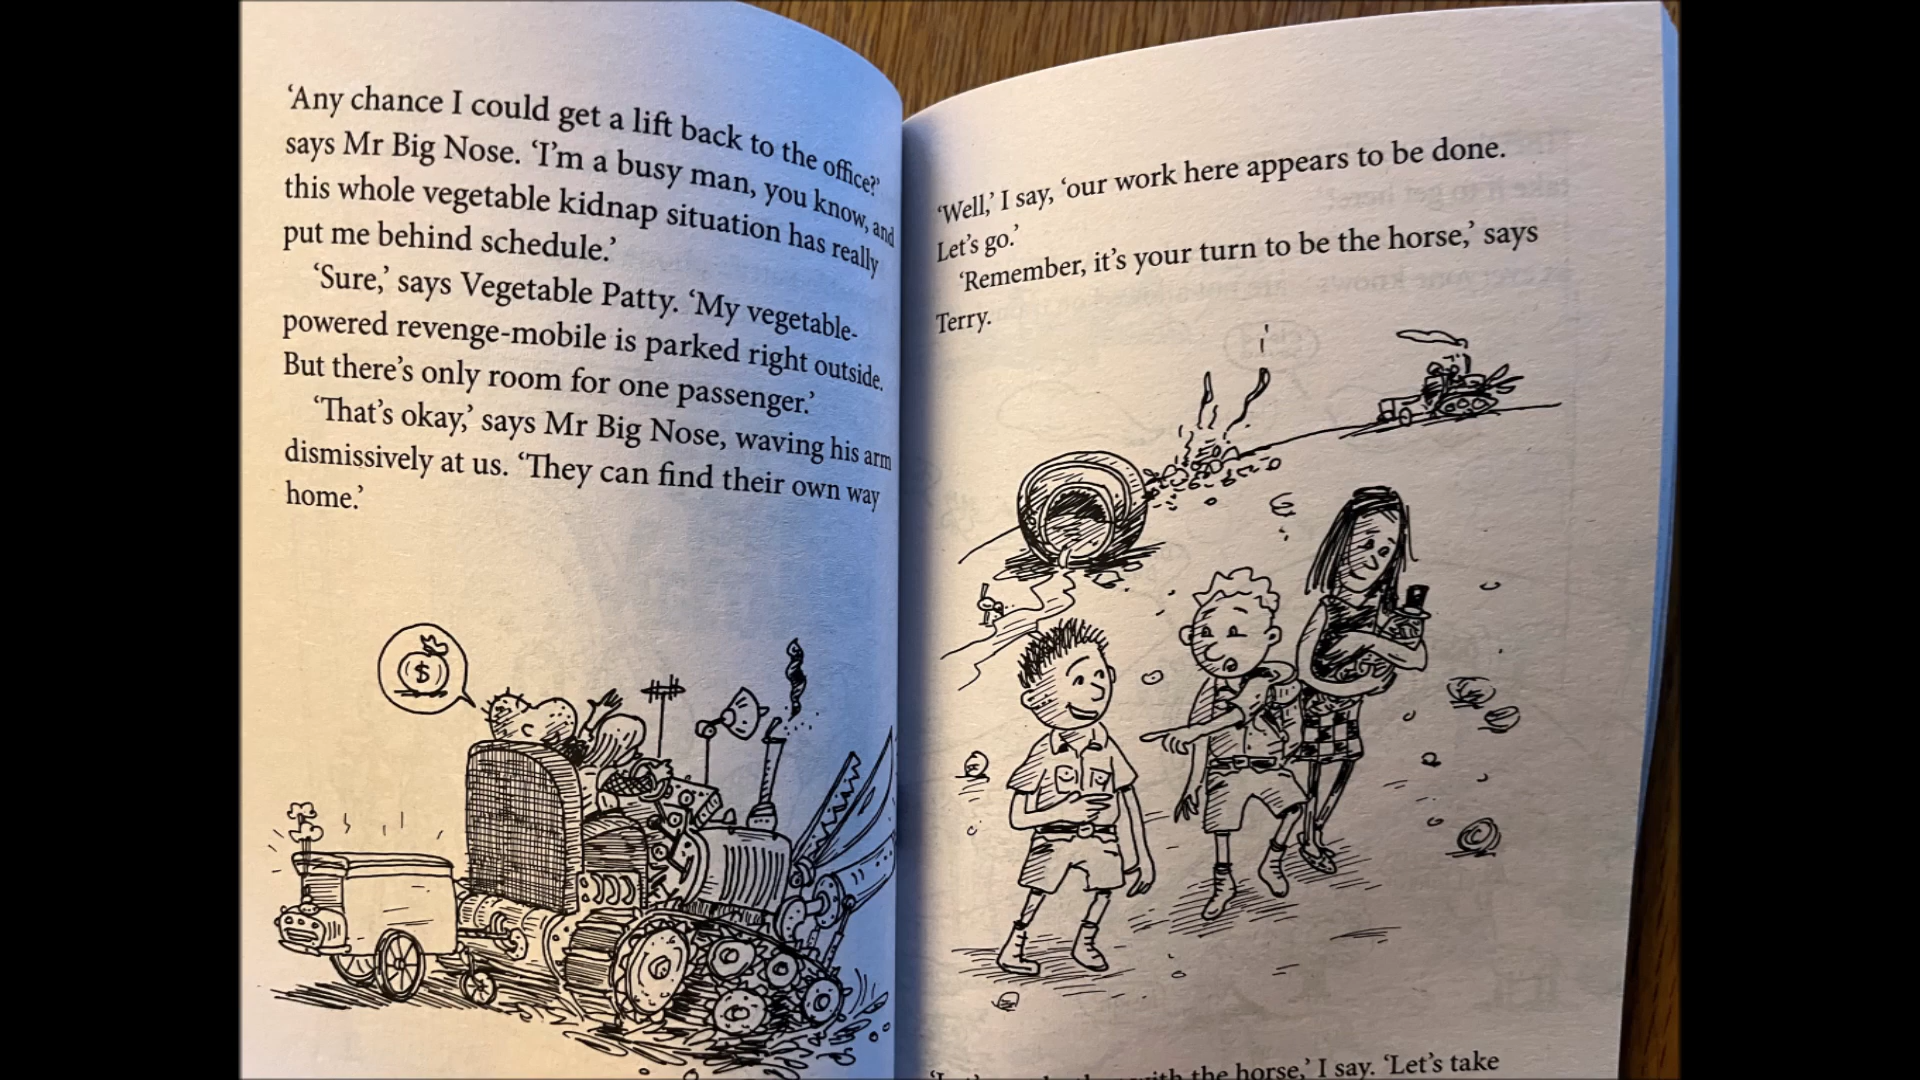 ‘Any chance I could get a lift back to the office?’
says Mr Big Nose. ‘I’m a busy man, you know, and
this whole vegetable kidnap situation has really
put me behind schedule.’
‘Sure,’ says Vegetable Patty. ‘My vegetable-
powered revenge-mobile is parked right outside.
But there’s only room for one passenger.’
‘That’s okay,’ says Mr Big Nose, waving his arm
dismissively at us. ‘They can find their own way
home.’
$
‘Well,’ I say, ‘our work here appears to be done.
Let’s go.’
‘Remember, it’s your turn to be the horse,’ says
Terry.
with the horse,’ I say. ‘Let’s take